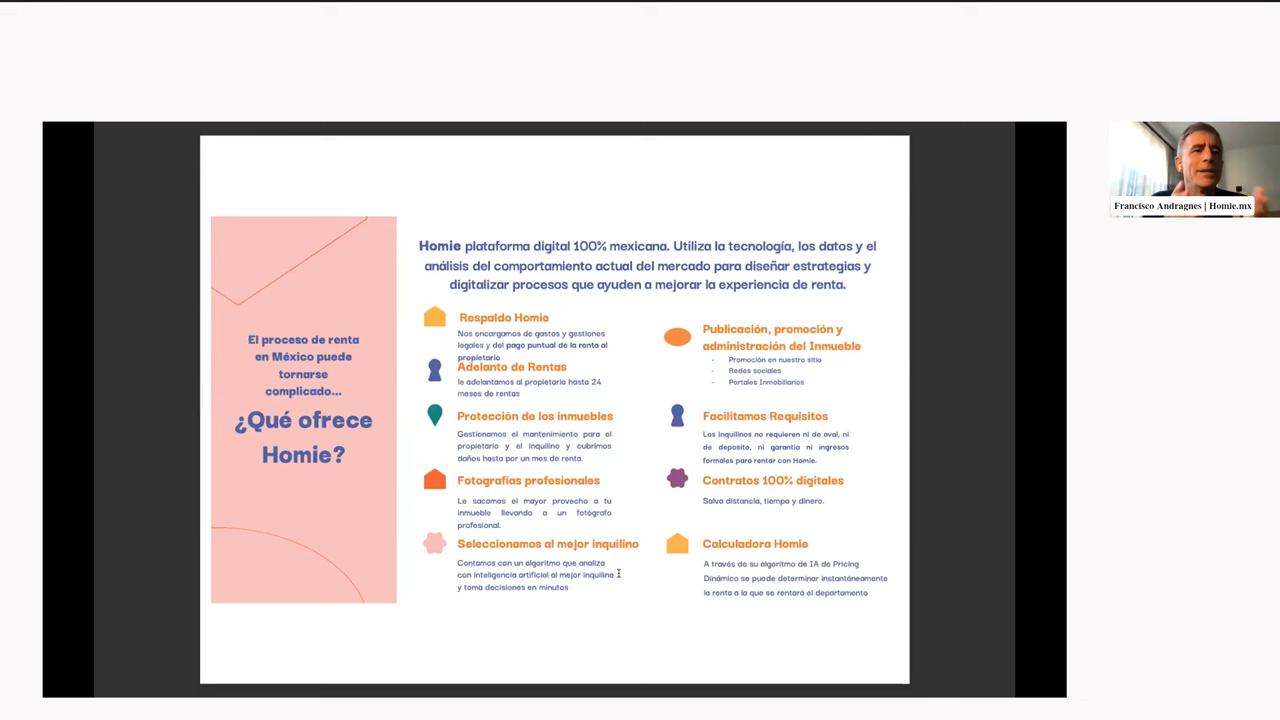 El proceso de renta
en México puede
tornarse
complicado...
¿Qué ofrece
Homie?
Homie plataforma digital 100% mexicana. Utiliza la tecnología, los datos y el
análisis del comportamiento actual del mercado para diseñar estrategias y
digitalizar procesos que ayuden a mejorar la experiencia de renta.
Respaldo Homie
Nos encargamos de gastos y gestiones
legales y del pago puntual de la renta al
propietario
Adelanto de Rentas
le adelantamos al propietario hasta 24
meses de rentas
Protección de los inmuebles
Gestionamos el mantenimiento para el
propietario y el inquilino y cubrimos
daños hasta por un mes de renta.
Fotografías profesionales
Le sacamos el mayor provecho a tu
inmueble llevando a un fotógrafo
profesional.
Seleccionamos al mejor inquilino
Contamos con un algoritmo que analiza
con inteligencia artificial al mejor inquilino
y toma decisiones en minutos
Publicación, promoción y
administración del Inmueble
- Promoción en nuestro sitio
- Redes sociales
- Portales Inmobiliarios
Facilitamos Requisitos
Los inquilinos no requieren ni de aval, ni
de deposito, ni garantia ni ingresos
formales para rentar con Homie.
Contratos 100% digitales
Salva distancia, tiempo y dinero.
Calculadora Homie
A través de su algoritmo de IA de Pricing
Dinámico se puede determinar instantáneamente
la renta a la que se rentará el departamento
Francisco Andragnes | Homie.mx